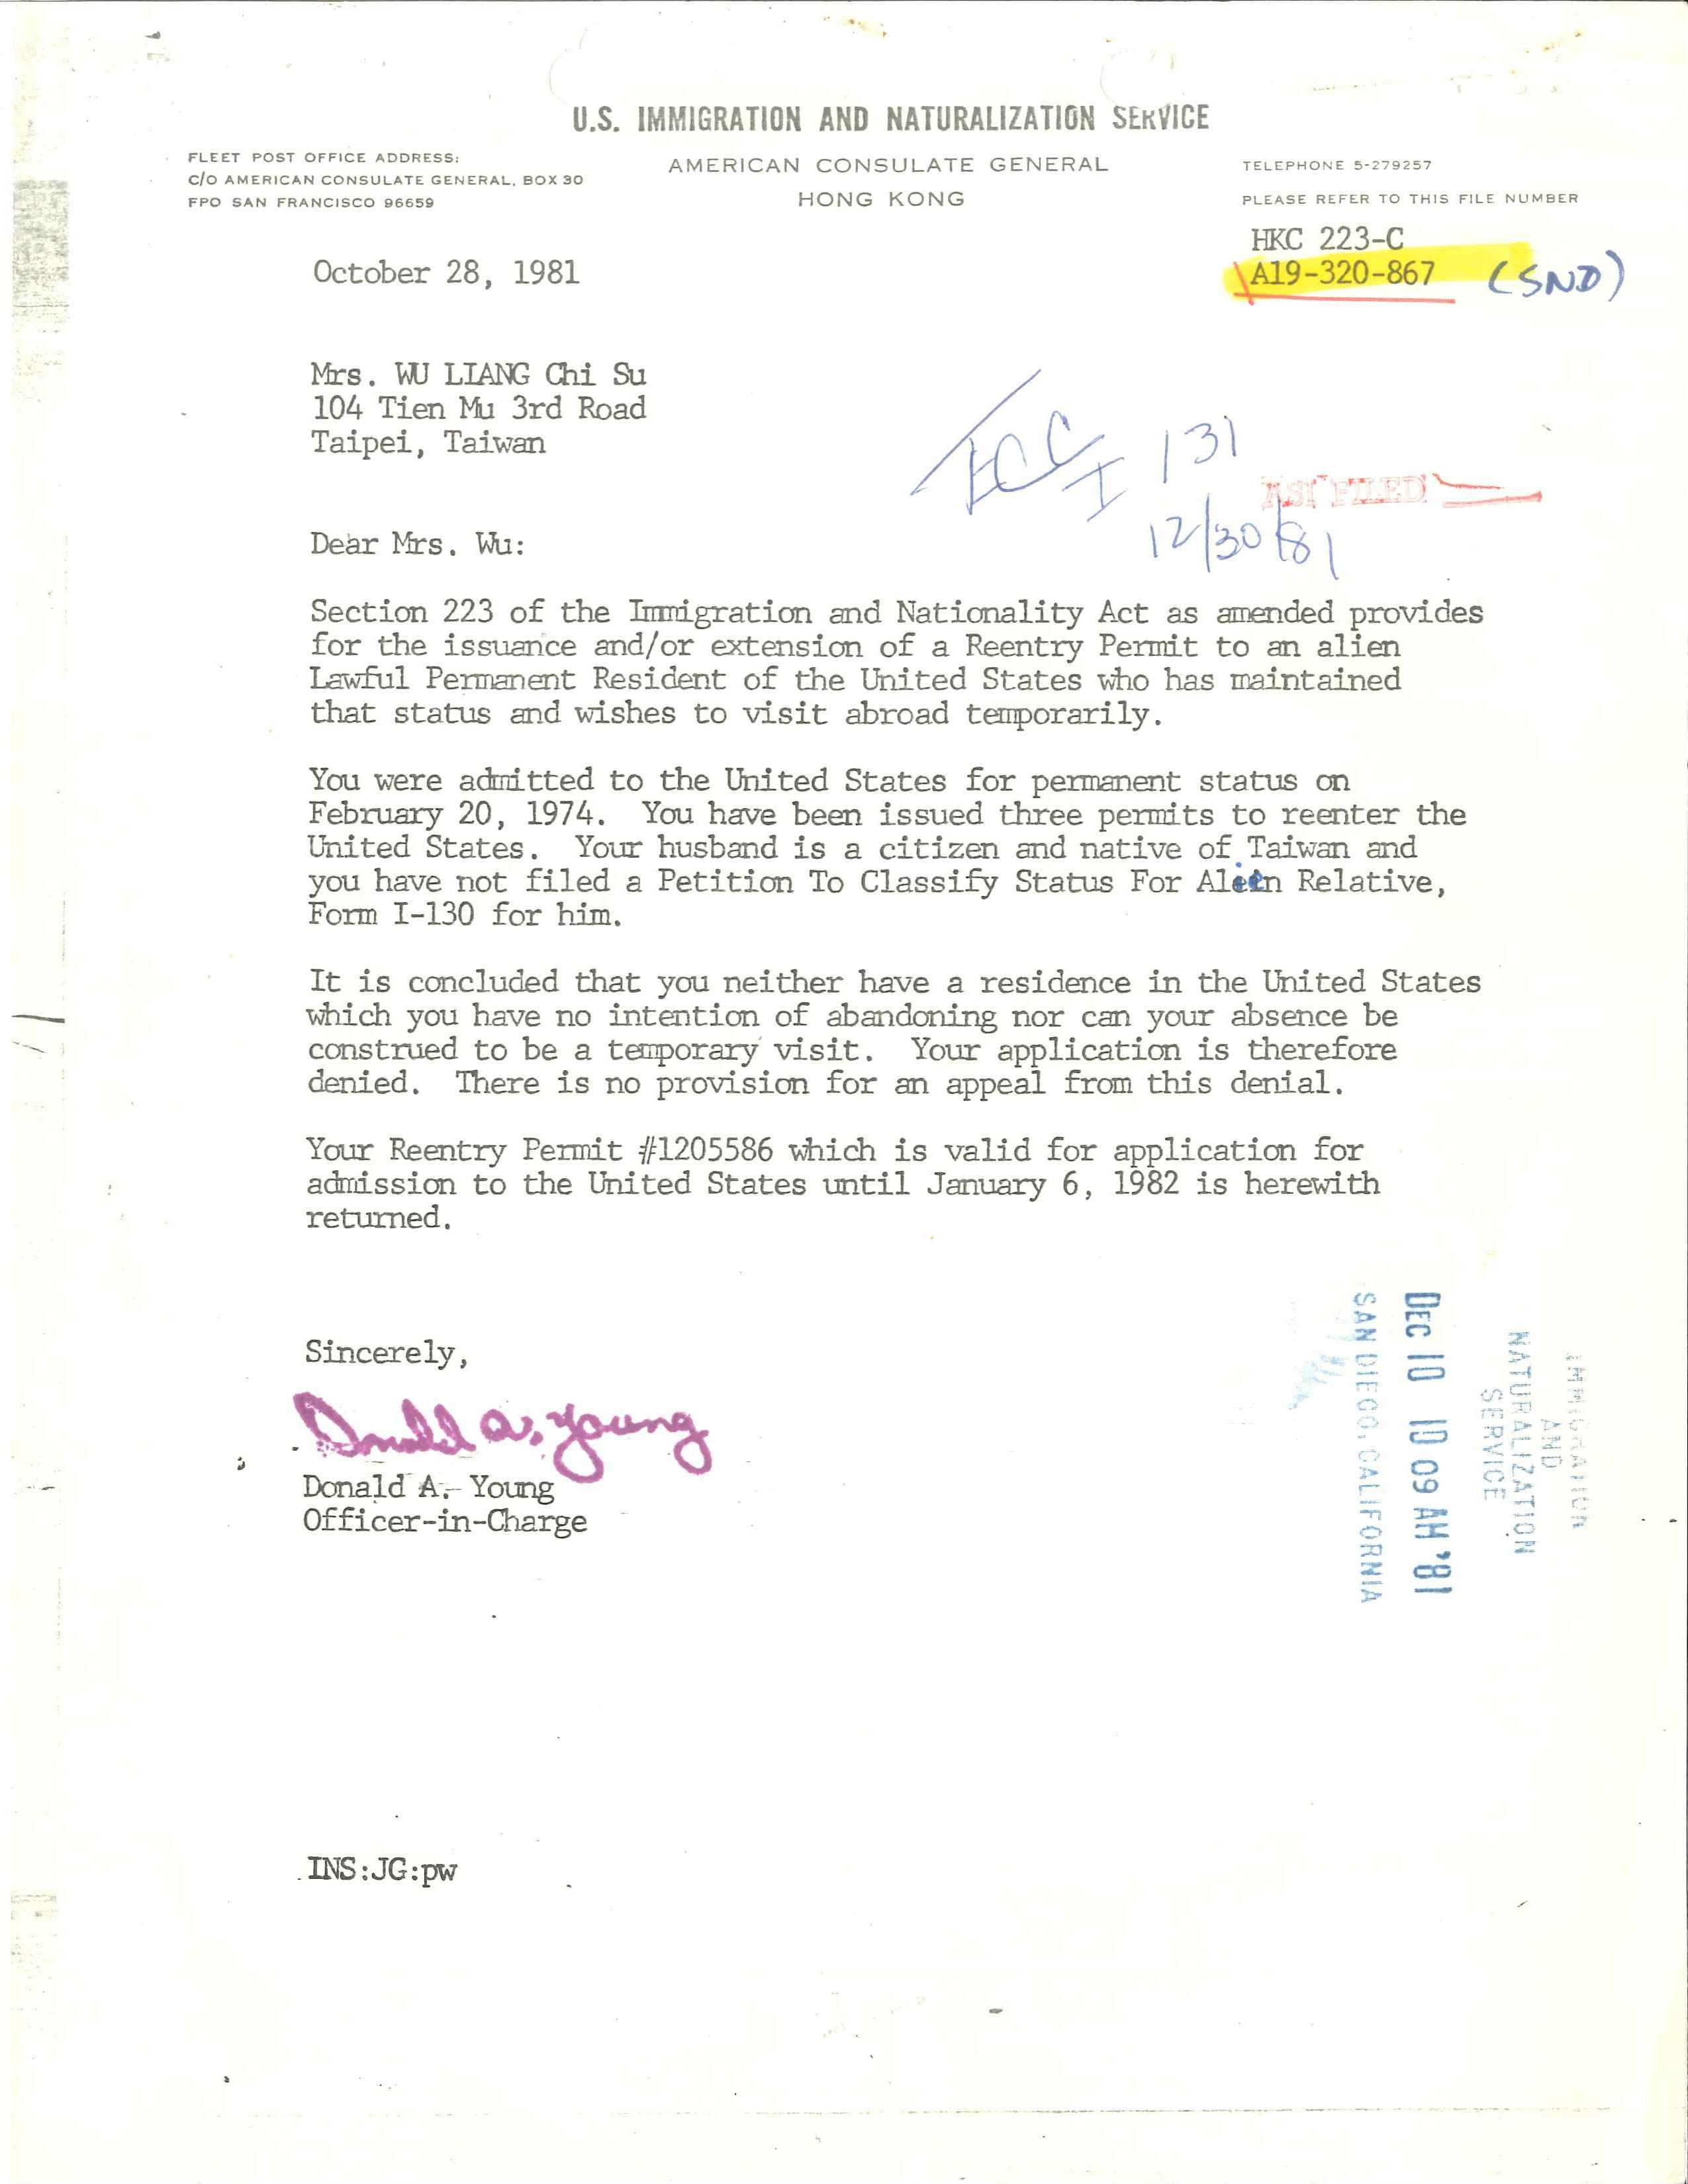 U.S. IMMIGRATION AND NATURALIZATION SERVICE
FLEET POST OFFICE ADDRESS:
C/O AMERICAN CONSULATE GENERAL, BOX 30
FPO SAN FRANCISCO 96659
AMERICAN CONSULATE GENERAL
HONG KONG
TELEPHONE 5-279257
PLEASE REFER TO THIS FILE NUMBER
HKC 223-C
A19-320-867 (SND)
October 28, 1981
Mrs. WU LIANG Chi Su
104 Tien Mu 3rd Road
Taipei, Taiwan
I 131
FILED
12/30/81
Dear Mrs. Wu:
Section 223 of the Immigration and Nationality Act as amended provides
for the issuance and/or extension of a Reentry Permit to an alien
Lawful Permanent Resident of the United States who has maintained
that status and wishes to visit abroad temporarily.
You were admitted to the United States for permanent status on
February 20, 1974. You have been issued three permits to reenter the
United States. Your husband is a citizen and native of Taiwan and
you have not filed a Petition To Classify Status For Relative,
Form I-130 for him.
It is concluded that you neither have a residence in the United States
which you have no intention of abandoning nor can your absence be
construed to be a temporary visit. Your application is therefore
denied. There is no provision for an appeal from this denial.
Your Reentry Permit #1205586 which is valid for application for
admission to the United States until January 6, 1982 is herewith
returned.
Sincerely,
Donald A. Young
Donald A. Young
Officer-in-Charge
IMMIGRATION
AND
NATURALIZATION
SERVICE
DEC 10 10 09 AM '81
SAN DIEGO, CALIFORNIA
INS:JG:pw